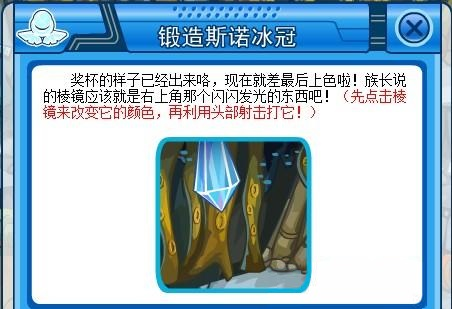 锻造斯诺冰冠
奖杯的样子已经出来咯，现在就差最后上色啦！族长说
的棱镜应该就是右上角那个闪闪发光的东西吧！（先点击棱
镜来改变它的颜色，再利用头部射击打它！）